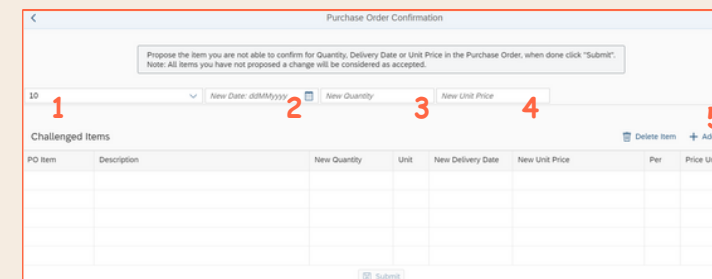 Purchase Order Confirmation
Propose the item you are not able to confirm for Quantity, Delivery Date or Unit Price in the Purchase Order, when done click "Submit".
Note: All items you have not proposed a change will be considered as accepted.
10 New Date: ddMMyyyy New Quantity New Unit Price
1 2 3 4 5
Challenged Items Delete Item + Ad
PO Item Description New Quantity Unit New Delivery Date New Unit Price Per Price U
Submit